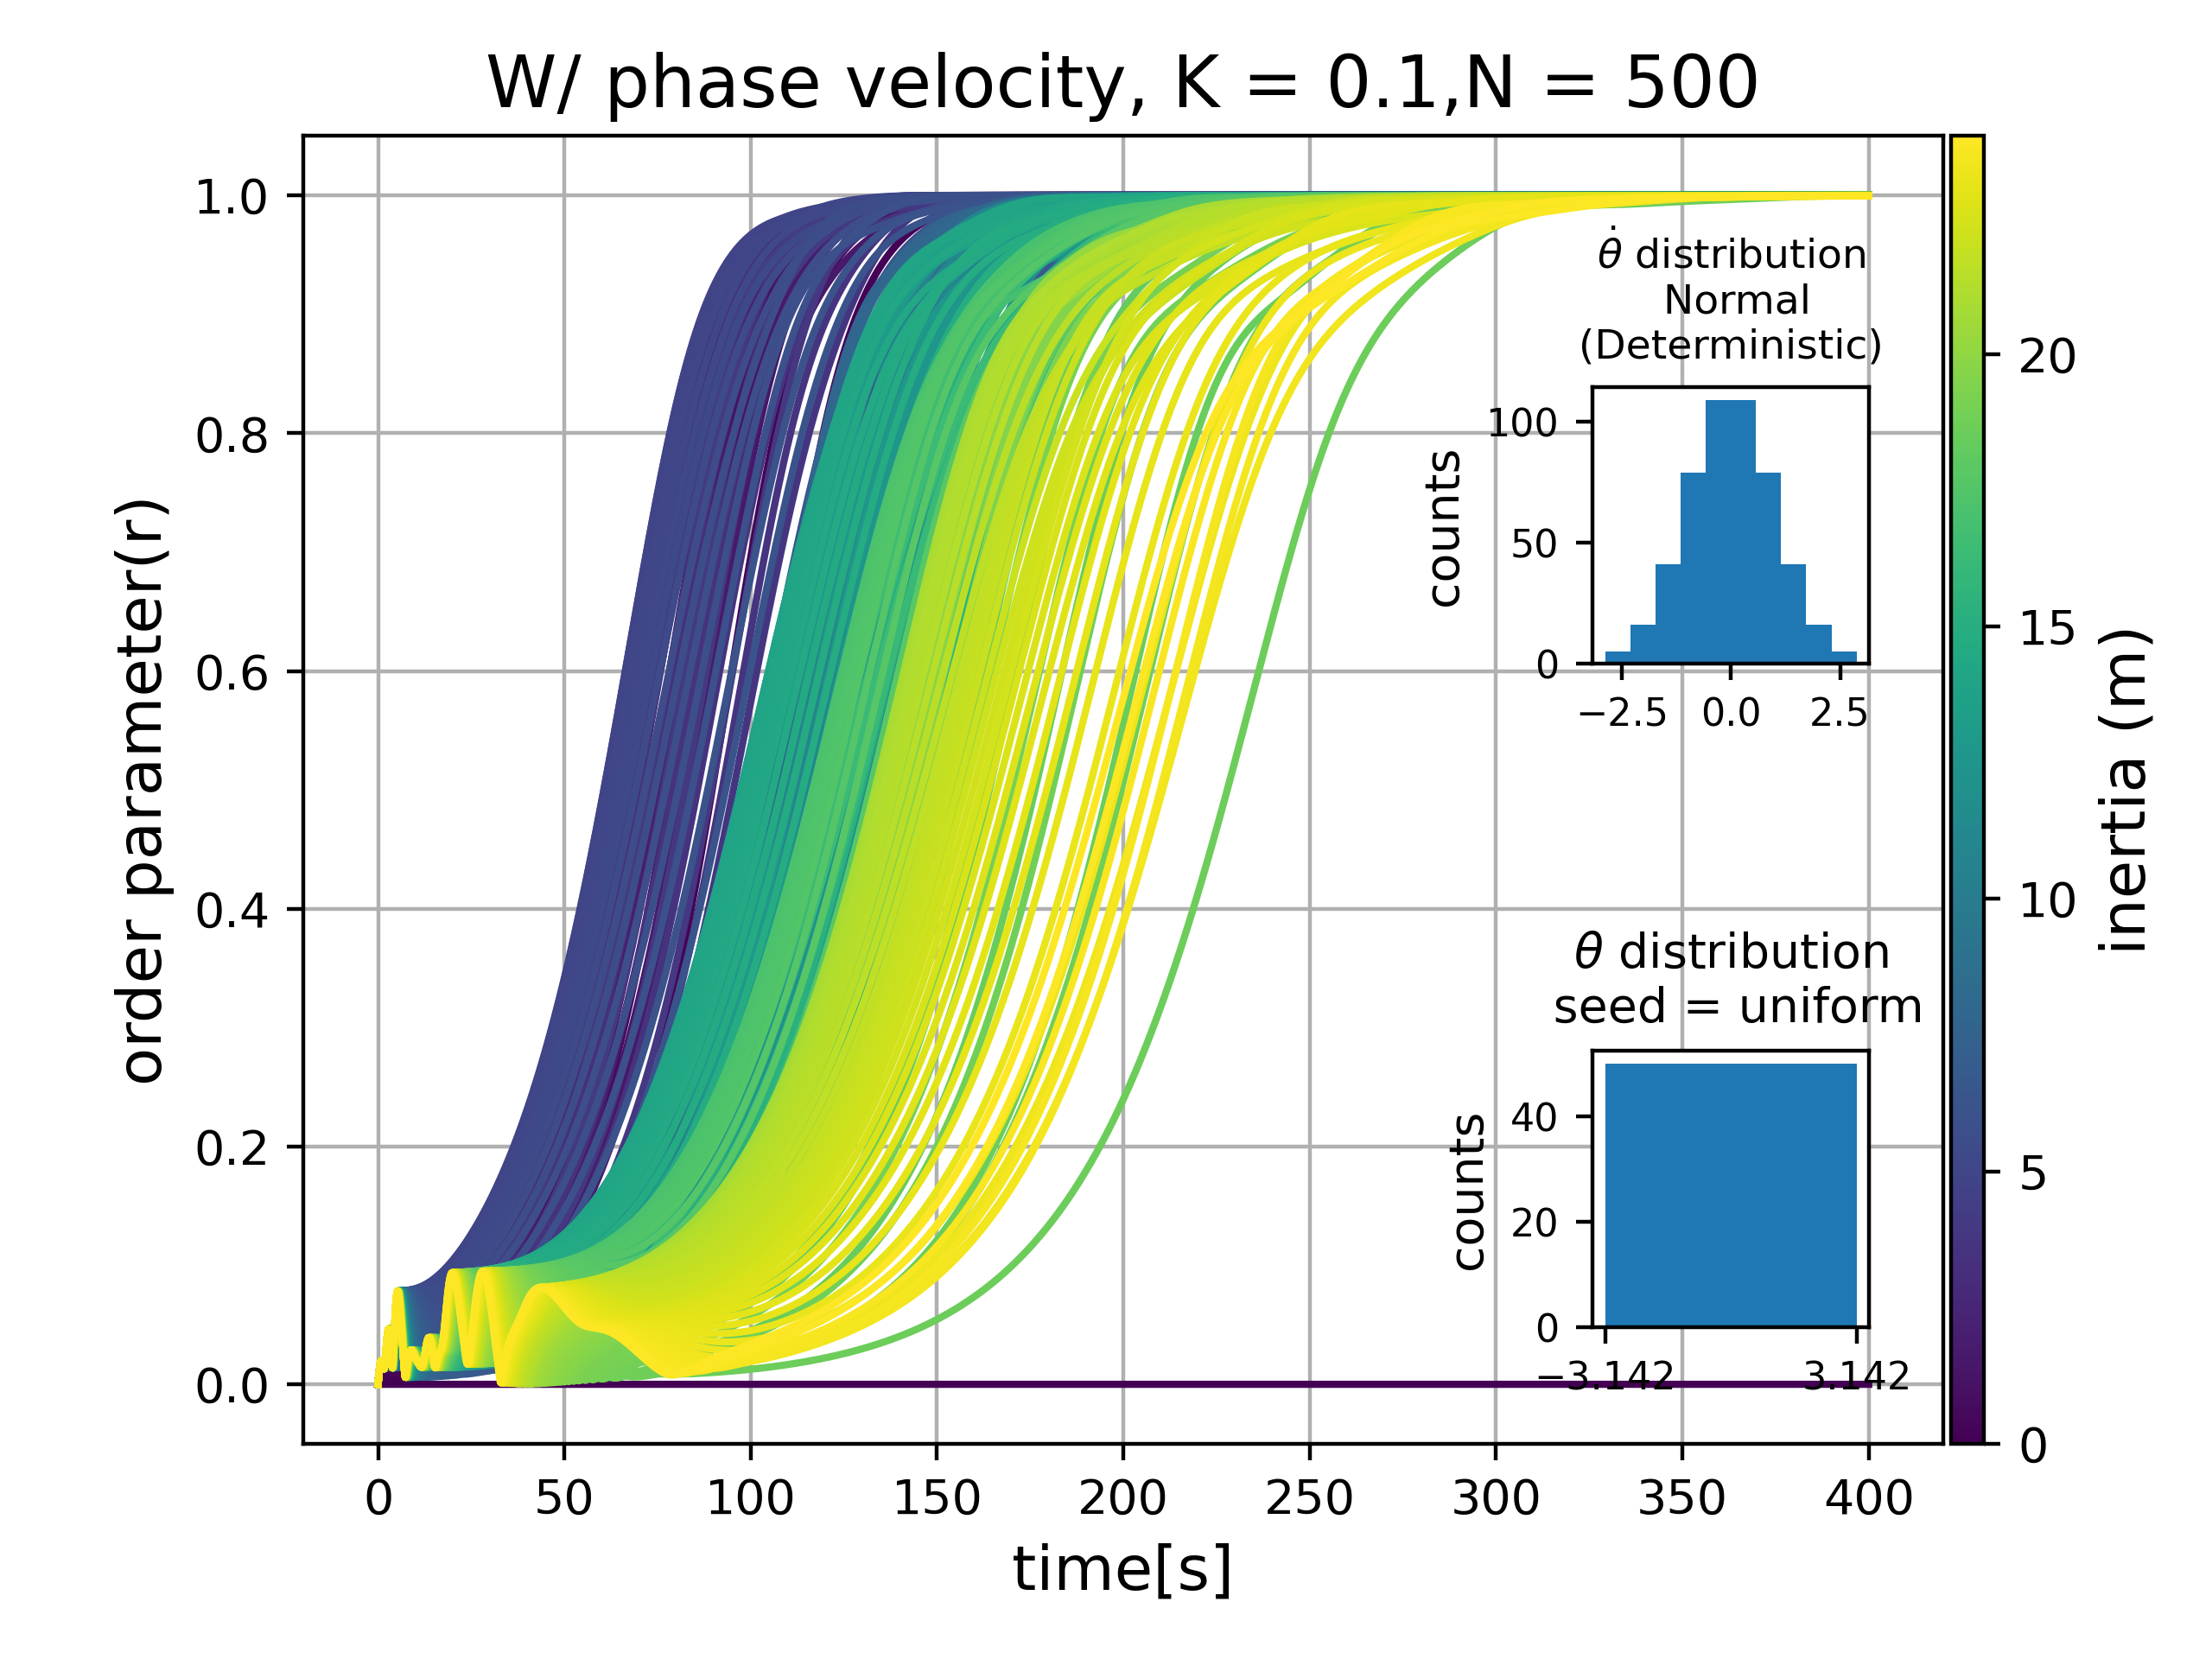 W/ phase velocity, K = 0.1,N = 500
order parameter(r)
1.0
0.8
0.6
0.4
0.2
0.0
0 50 100 150 200 250 300 350 400
time[s]
θ̇ distribution
Normal
(Deterministic)
counts
100
50
0
−2.5 0.0 2.5
θ distribution
seed = uniform
counts
40
20
0
−3.142 3.142
20
15
10
5
0
inertia (m)